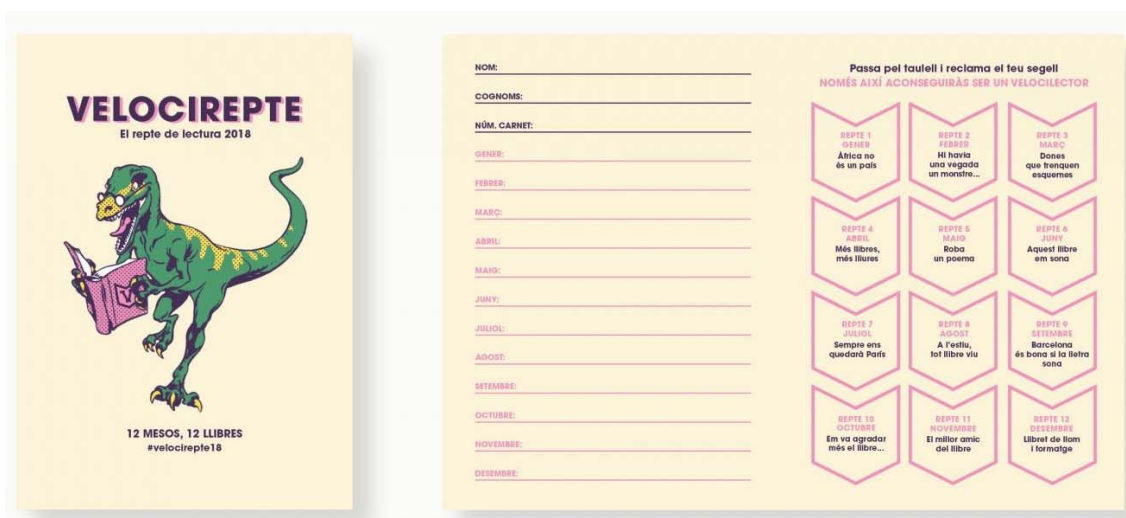 VELOCIREPTE
El repte de lectura 2018
V
12 MESOS, 12 LLIBRES
#velocirepte18
NOM:
COGNOMS:
NÚM. CARNET:
GENER:
FEBRER:
MARÇ:
ABRIL:
MAIG:
JUNY:
JULIOL:
AGOST:
SETEMBRE:
OCTUBRE:
NOVEMBRE:
DESEMBRE:
Passa pel taulell i reclama el teu segell
NOMÉS AIXÍ ACONSEGUIRÀS SER UN VELOCILECTOR
REPTE 1
GENER
Àfrica no
és un país
REPTE 2
FEBRER
Hi havia
una vegada
un monstre...
REPTE 3
MARÇ
Dones
que trenquen
esquemes
REPTE 4
ABRIL
Més llibres,
més lliures
REPTE 5
MAIG
Roba
un poema
REPTE 6
JUNY
Aquest llibre
em sona
REPTE 7
JULIOL
Sempre ens
quedarà París
REPTE 8
AGOST
A l'estiu,
tot llibre viu
REPTE 9
SETEMBRE
Barcelona
és bona si la lletra
sona
REPTE 10
OCTUBRE
Em va agradar
més el llibre...
REPTE 11
NOVEMBRE
El millor amic
del llibre
REPTE 12
DESEMBRE
Llibret de llom
i formatge